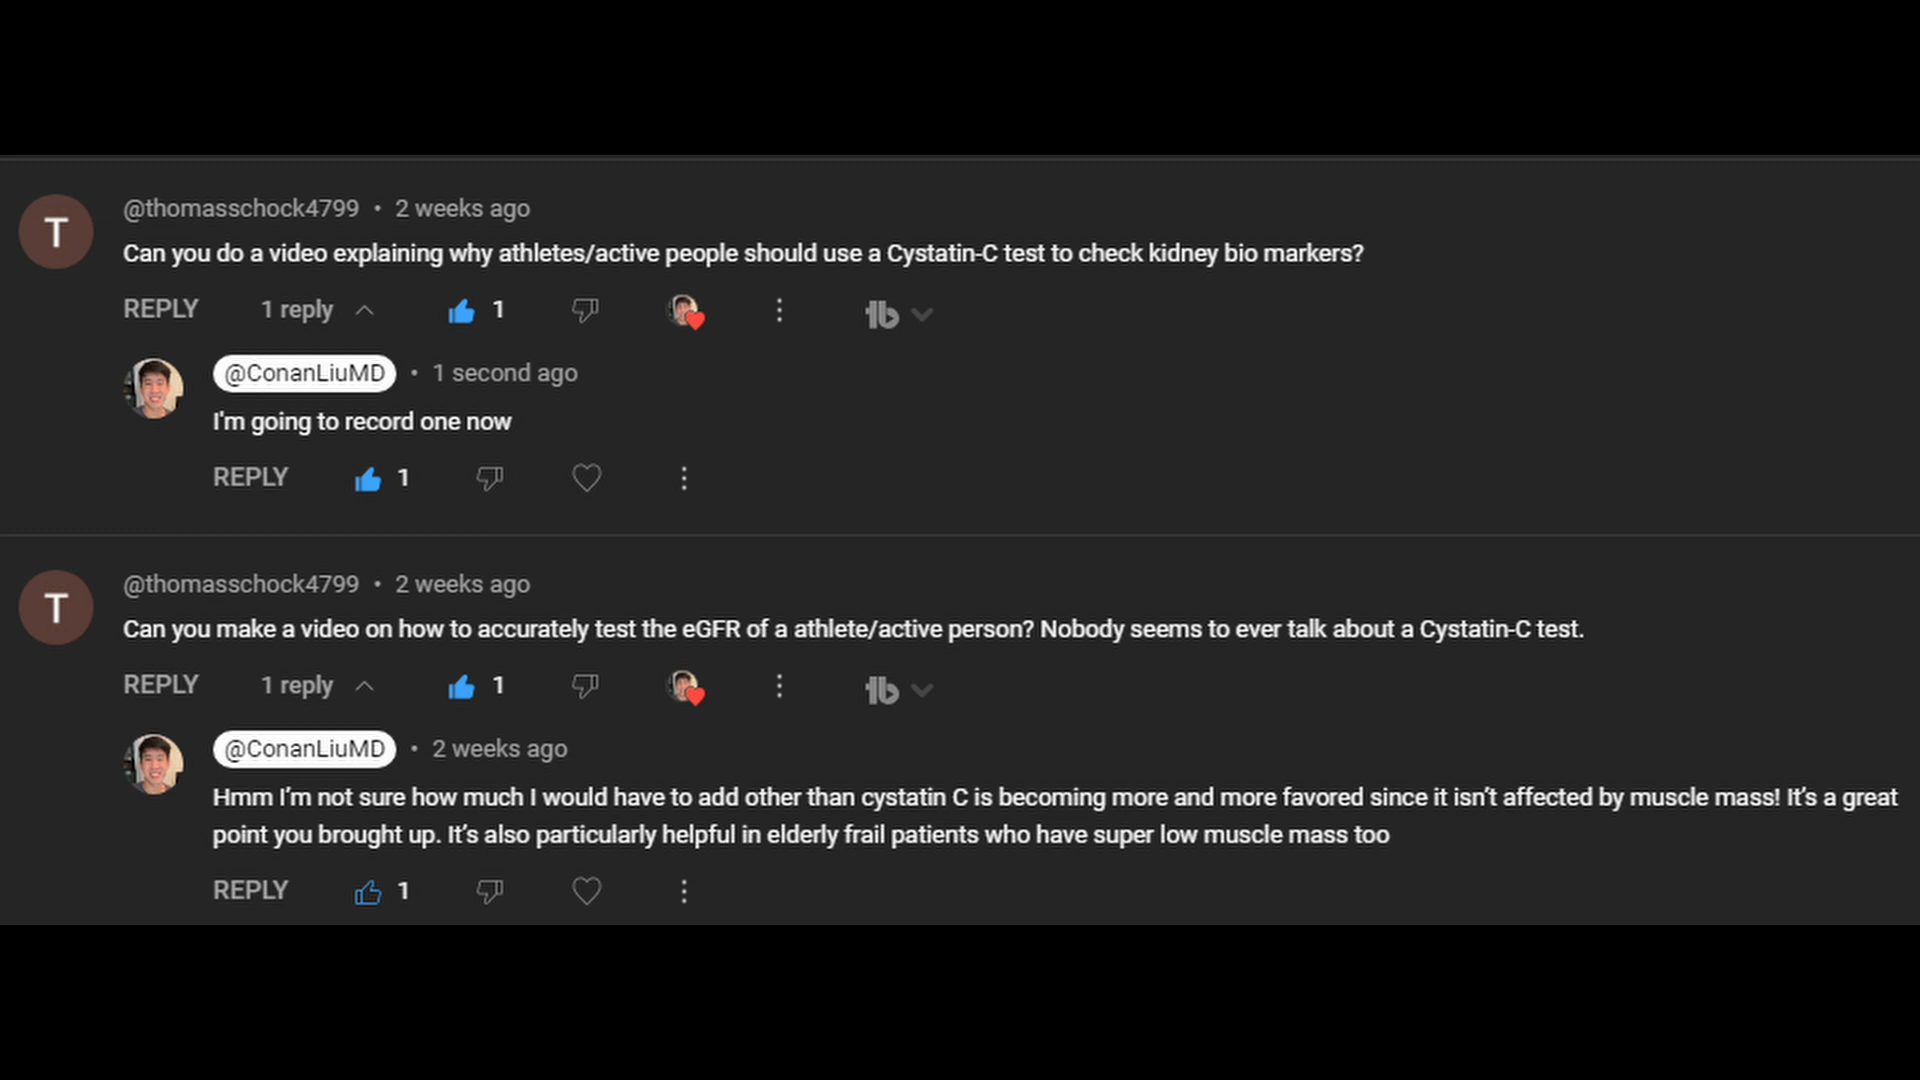 T
@thomasschock4799 • 2 weeks ago
Can you do a video explaining why athletes/active people should use a Cystatin-C test to check kidney bio markers?
REPLY 1 reply 1 tb
@ConanLiuMD • 1 second ago
I'm going to record one now
REPLY 1
T
@thomasschock4799 • 2 weeks ago
Can you make a video on how to accurately test the eGFR of a athlete/active person? Nobody seems to ever talk about a Cystatin-C test.
REPLY 1 reply 1 tb
@ConanLiuMD • 2 weeks ago
Hmm I'm not sure how much I would have to add other than cystatin C is becoming more and more favored since it isn't affected by muscle mass! It's a great
point you brought up. It's also particularly helpful in elderly frail patients who have super low muscle mass too
REPLY 1